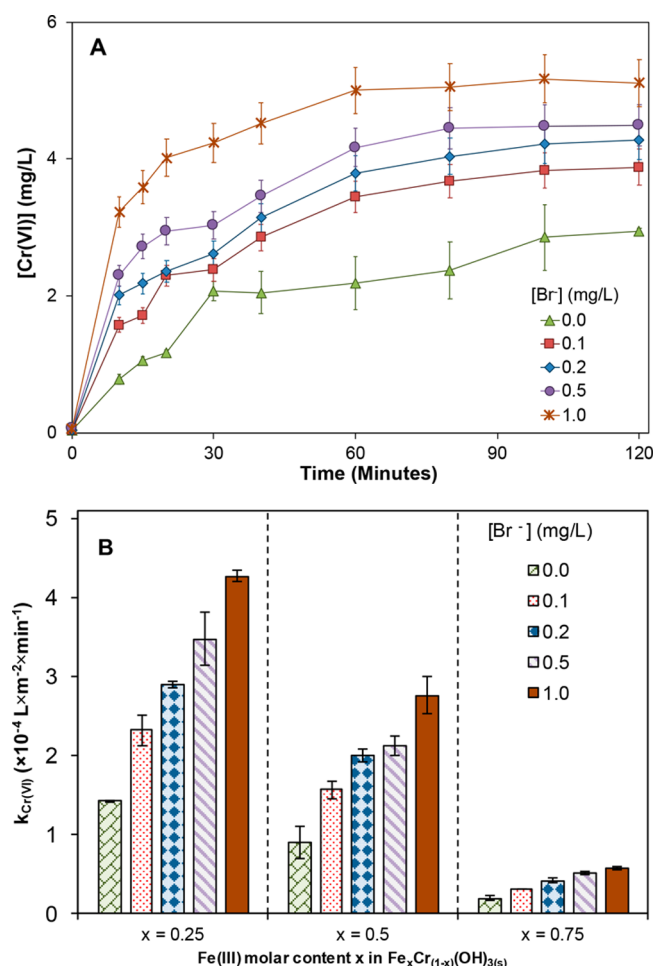 A
[Cr(VI)] (mg/L)
6
4
2
0
[Br-] (mg/L)
0.0
0.1
0.2
0.5
1.0
0 30 60 90 120
Time (Minutes)
B
kCr(VI) (×10-4 L×m-2×min-1)
5
4
3
2
1
0
[Br -] (mg/L)
0.0
0.1
0.2
0.5
1.0
x = 0.25 x = 0.5 x = 0.75
Fe(III) molar content x in FexCr(1-x)(OH)3(s)